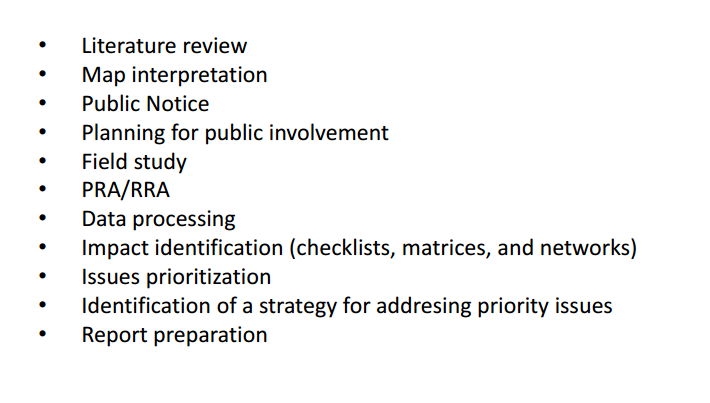 • Literature review
• Map interpretation
• Public Notice
• Planning for public involvement
• Field study
• PRA/RRA
• Data processing
• Impact identification (checklists, matrices, and networks)
• Issues prioritization
• Identification of a strategy for addresing priority issues
• Report preparation